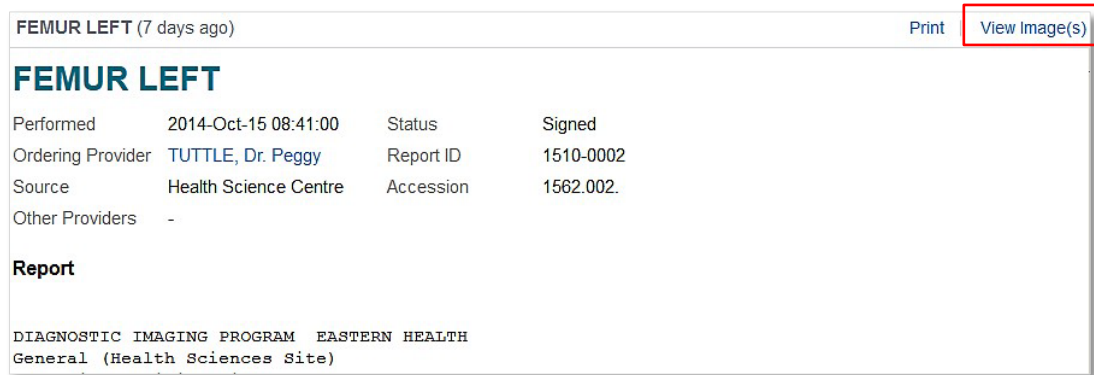 FEMUR LEFT (7 days ago) Print | View Image(s)
FEMUR LEFT
Performed 2014-Oct-15 08:41:00 Status Signed
Ordering Provider TUTTLE, Dr. Peggy Report ID 1510-0002
Source Health Science Centre Accession 1562.002.
Other Providers -
Report
DIAGNOSTIC IMAGING PROGRAM EASTERN HEALTH
General (Health Sciences Site)